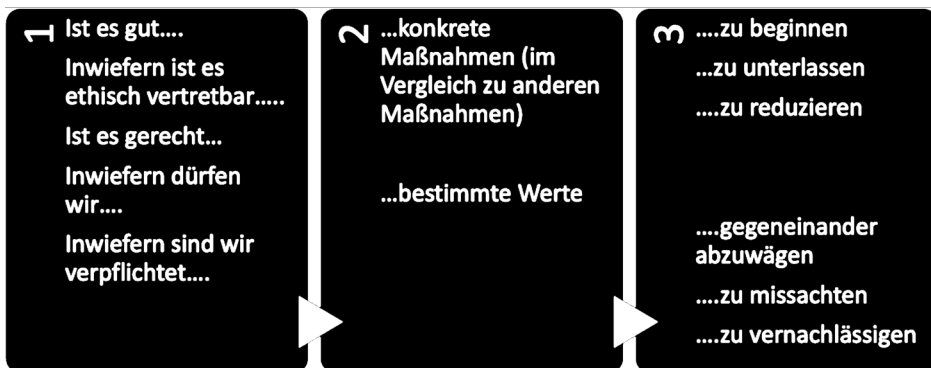 1
Ist es gut....
Inwiefern ist es
ethisch vertretbar.....
Ist es gerecht...
Inwiefern dürfen
wir....
Inwiefern sind wir
verpflichtet....
2
...konkrete
Maßnahmen (im
Vergleich zu anderen
Maßnahmen)
...bestimmte Werte
3
....zu beginnen
...zu unterlassen
....zu reduzieren
....gegeneinander
abzuwägen
....zu missachten
....zu vernachlässigen